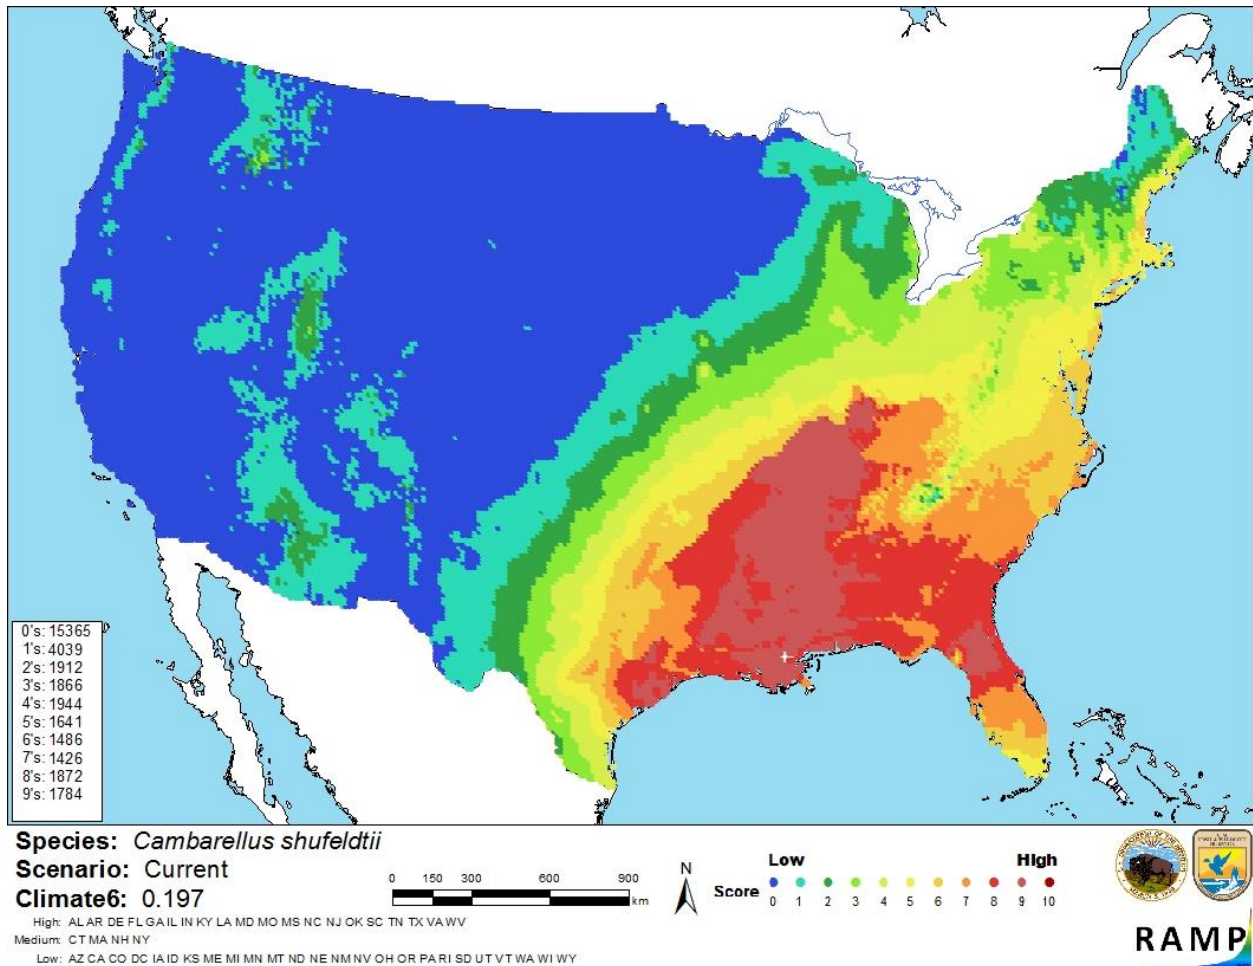 0's: 15365
1's: 4039
2's: 1912
3's: 1866
4's: 1944
5's: 1641
6's: 1486
7's: 1426
8's: 1872
9's: 1784
Species: Cambarellus shufeldtii
Scenario: Current
Climate6: 0.197
High: AL AR DE FL GA IL IN KY LA MD MO MS NC NJ OK SC TN TX VA WV
Medium: CT MA NH NY
Low: AZ CA CO DC IA ID KS ME MI MN MT ND NE NM NV OH OR PA RI SD UT VT WA WI WY
0 150 300 600 900
km
N
Low High
Score
0 1 2 3 4 5 6 7 8 9 10
RAMP